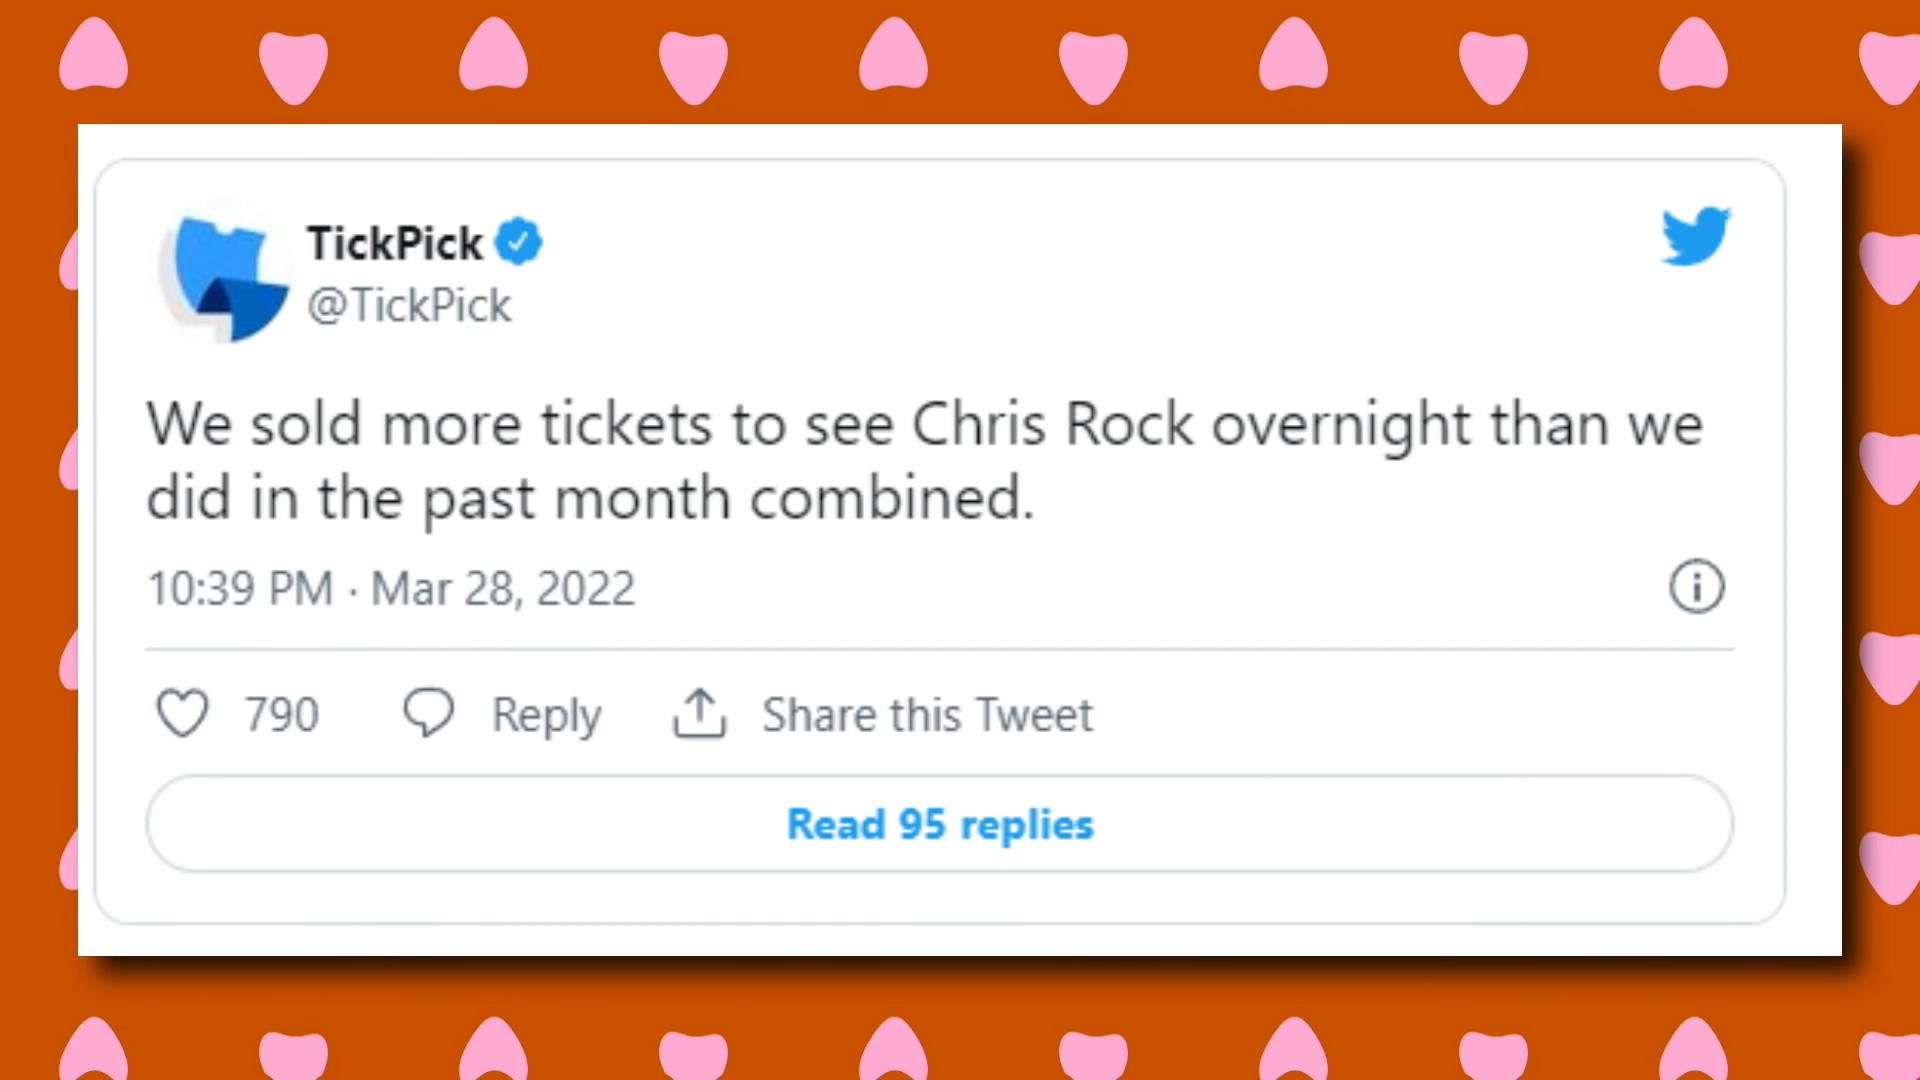 TickPick
@TickPick
We sold more tickets to see Chris Rock overnight than we
did in the past month combined.
10:39 PM · Mar 28, 2022
790 Reply Share this Tweet
Read 95 replies